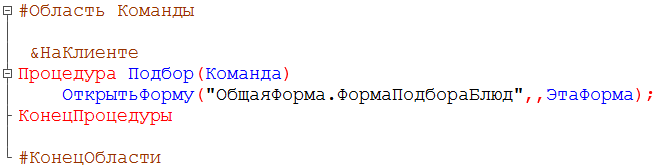 #Область Команды
&НаКлиенте
Процедура Подбор(Команда)
ОткрытьФорму("ОбщаяФорма.ФормаПодбораБлюд",,ЭтаФорма);
КонецПроцедуры
#КонецОбласти